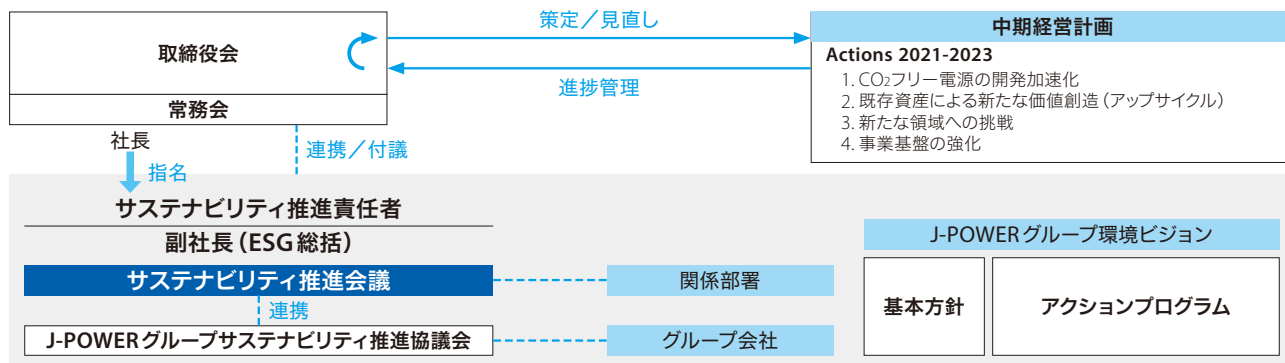 取締役会
常務会
策定／見直し
進捗管理
中期経営計画
Actions 2021-2023
1. CO₂フリー電源の開発加速化
2. 既存資産による新たな価値創造（アップサイクル）
3. 新たな領域への挑戦
4. 事業基盤の強化
社長
指名
連携／付議
サステナビリティ推進責任者
副社長（ESG総括）
サステナビリティ推進会議
関係部署
連携
J-POWERグループサステナビリティ推進協議会
グループ会社
J-POWERグループ環境ビジョン
基本方針
アクションプログラム